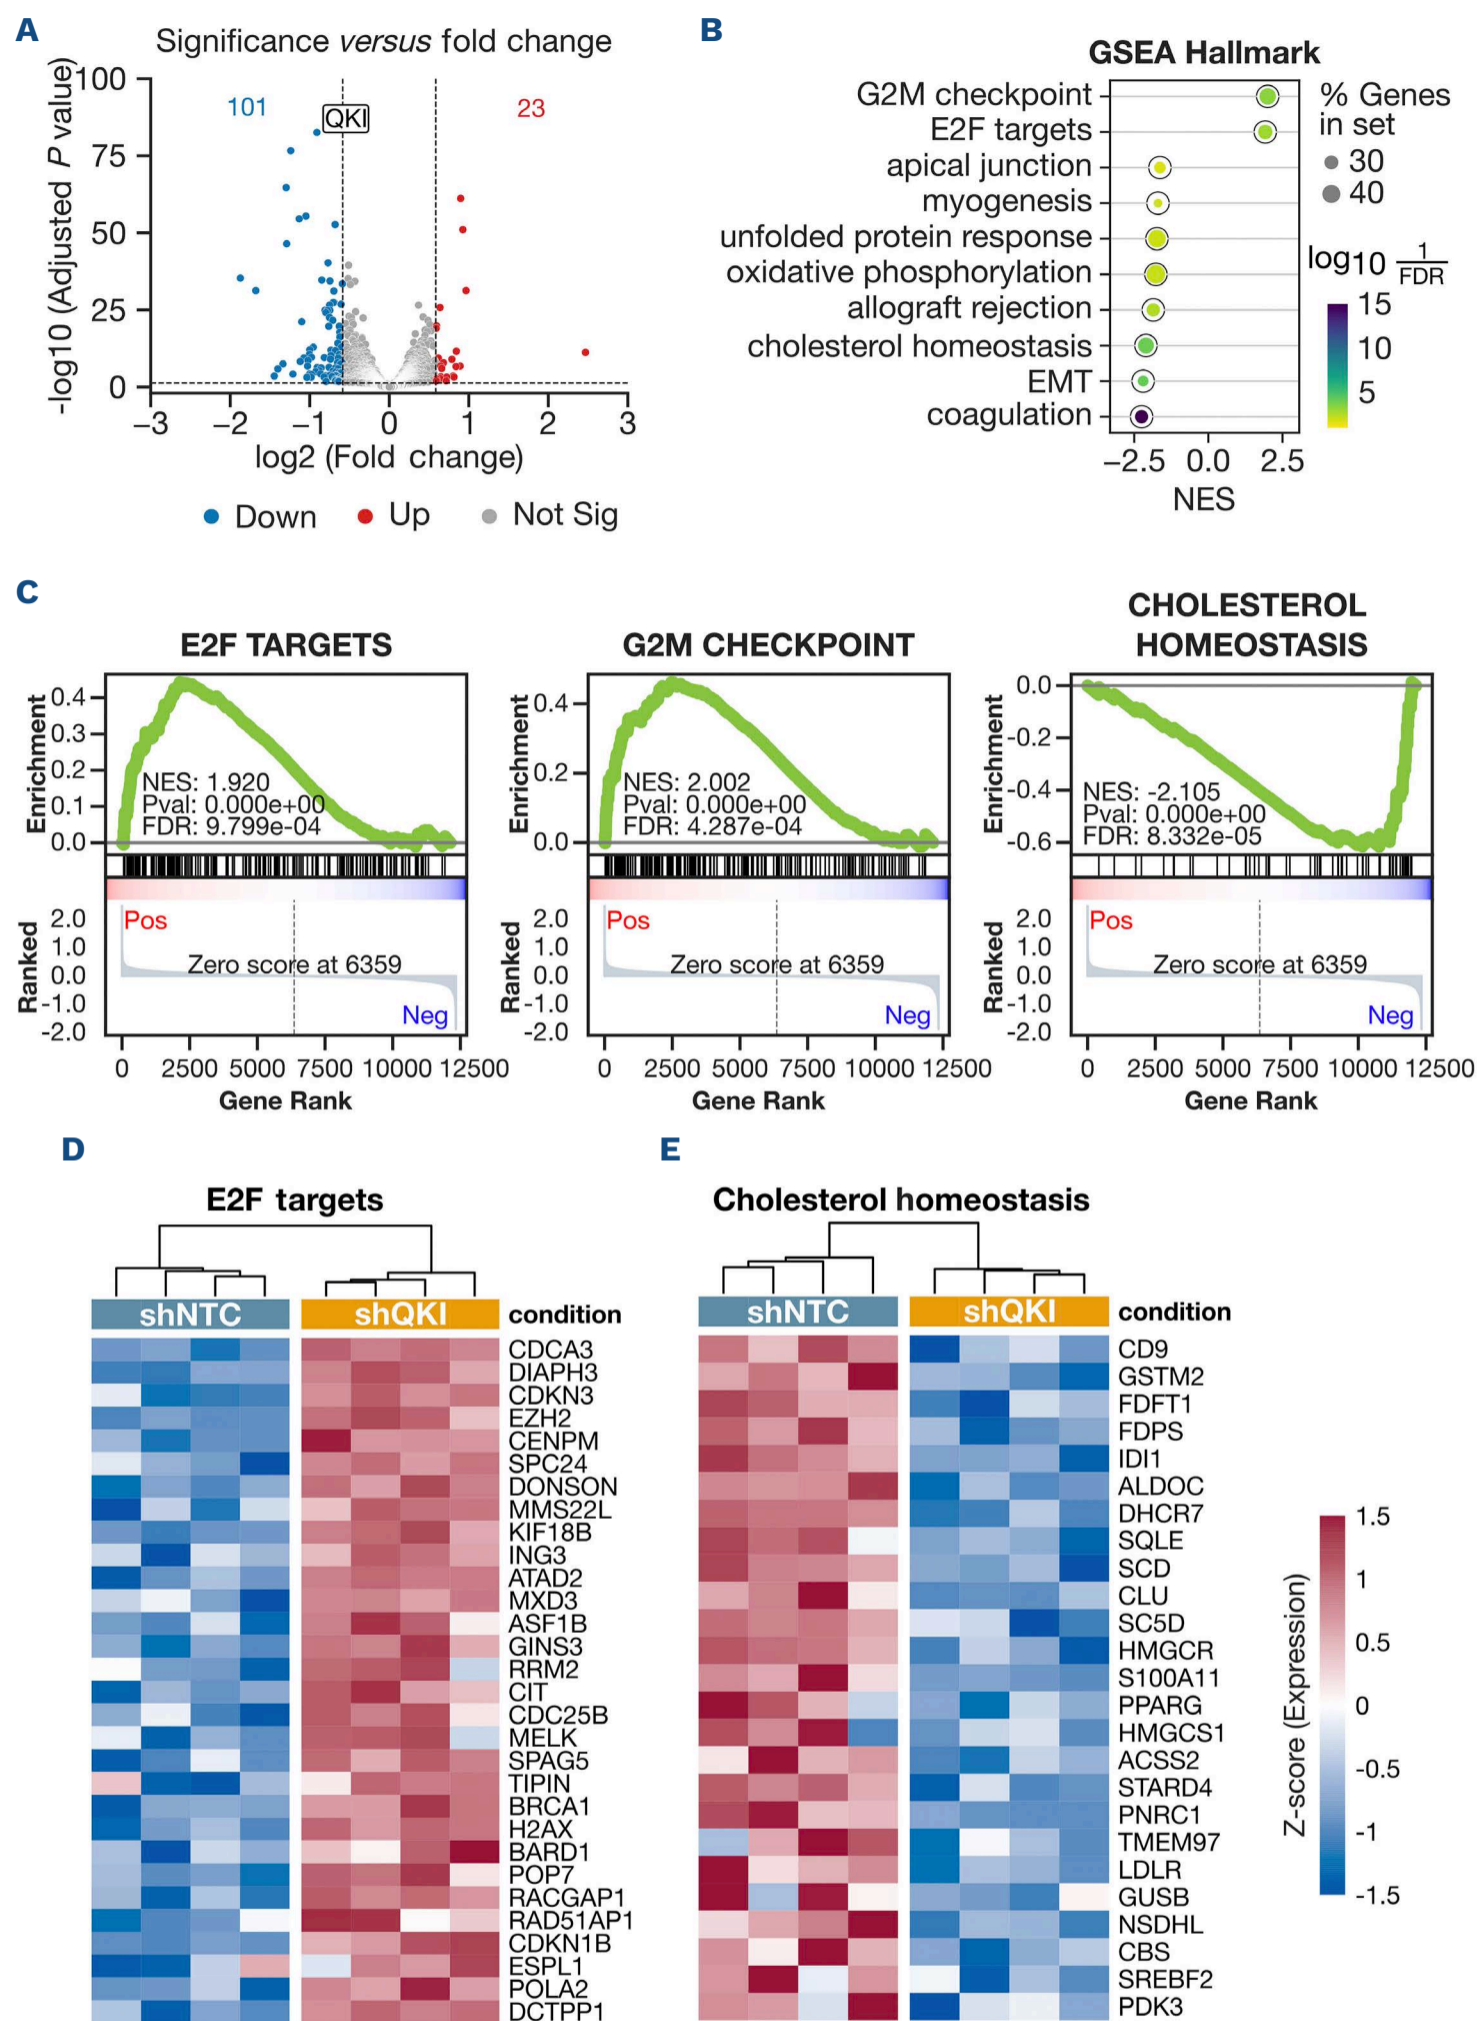 A
Significance versus fold change
-log10 (Adjusted P value)
100
75
50
25
0
101
QKI
23
−3
−2
−1
0
1
2
3
log2 (Fold change)
Down
Up
Not Sig
B
GSEA Hallmark
G2M checkpoint
E2F targets
apical junction
myogenesis
unfolded protein response
oxidative phosphorylation
allograft rejection
cholesterol homeostasis
EMT
coagulation
−2.5
0.0
2.5
NES
% Genes
in set
30
40
log10 1/FDR
15
10
5
C
E2F TARGETS
Enrichment
0.4
0.3
0.2
0.1
0.0
NES: 1.920
Pval: 0.000e+00
FDR: 9.799e-04
Ranked
2.0
1.0
0.0
-1.0
-2.0
Pos
Zero score at 6359
Neg
0 2500 5000 7500 10000 12500
Gene Rank
G2M CHECKPOINT
Enrichment
0.4
0.2
0.0
NES: 2.002
Pval: 0.000e+00
FDR: 4.287e-04
Ranked
2.0
1.0
0.0
-1.0
-2.0
Pos
Zero score at 6359
Neg
0 2500 5000 7500 10000 12500
Gene Rank
CHOLESTEROL
HOMEOSTASIS
Enrichment
0.0
-0.2
-0.4
-0.6
NES: -2.105
Pval: 0.000e+00
FDR: 8.332e-05
Ranked
2.0
1.0
0.0
-1.0
-2.0
Pos
Zero score at 6359
Neg
0 2500 5000 7500 10000 12500
Gene Rank
D
E2F targets
shNTC
shQKI
condition
CDCA3
DIAPH3
CDKN3
EZH2
CENPM
SPC24
DONSON
MMS22L
KIF18B
ING3
ATAD2
MXD3
ASF1B
GINS3
RRM2
CIT
CDC25B
MELK
SPAG5
TIPIN
BRCA1
H2AX
BARD1
POP7
RACGAP1
RAD51AP1
CDKN1B
ESPL1
POLA2
DCTPP1
E
Cholesterol homeostasis
shNTC
shQKI
condition
CD9
GSTM2
FDFT1
FDPS
IDI1
ALDOC
DHCR7
SQLE
SCD
CLU
SC5D
HMGCR
S100A11
PPARG
HMGCS1
ACSS2
STARD4
PNRC1
TMEM97
LDLR
GUSB
NSDHL
CBS
SREBF2
PDK3
Z-score (Expression)
1.5
1
0.5
0
-0.5
-1
-1.5